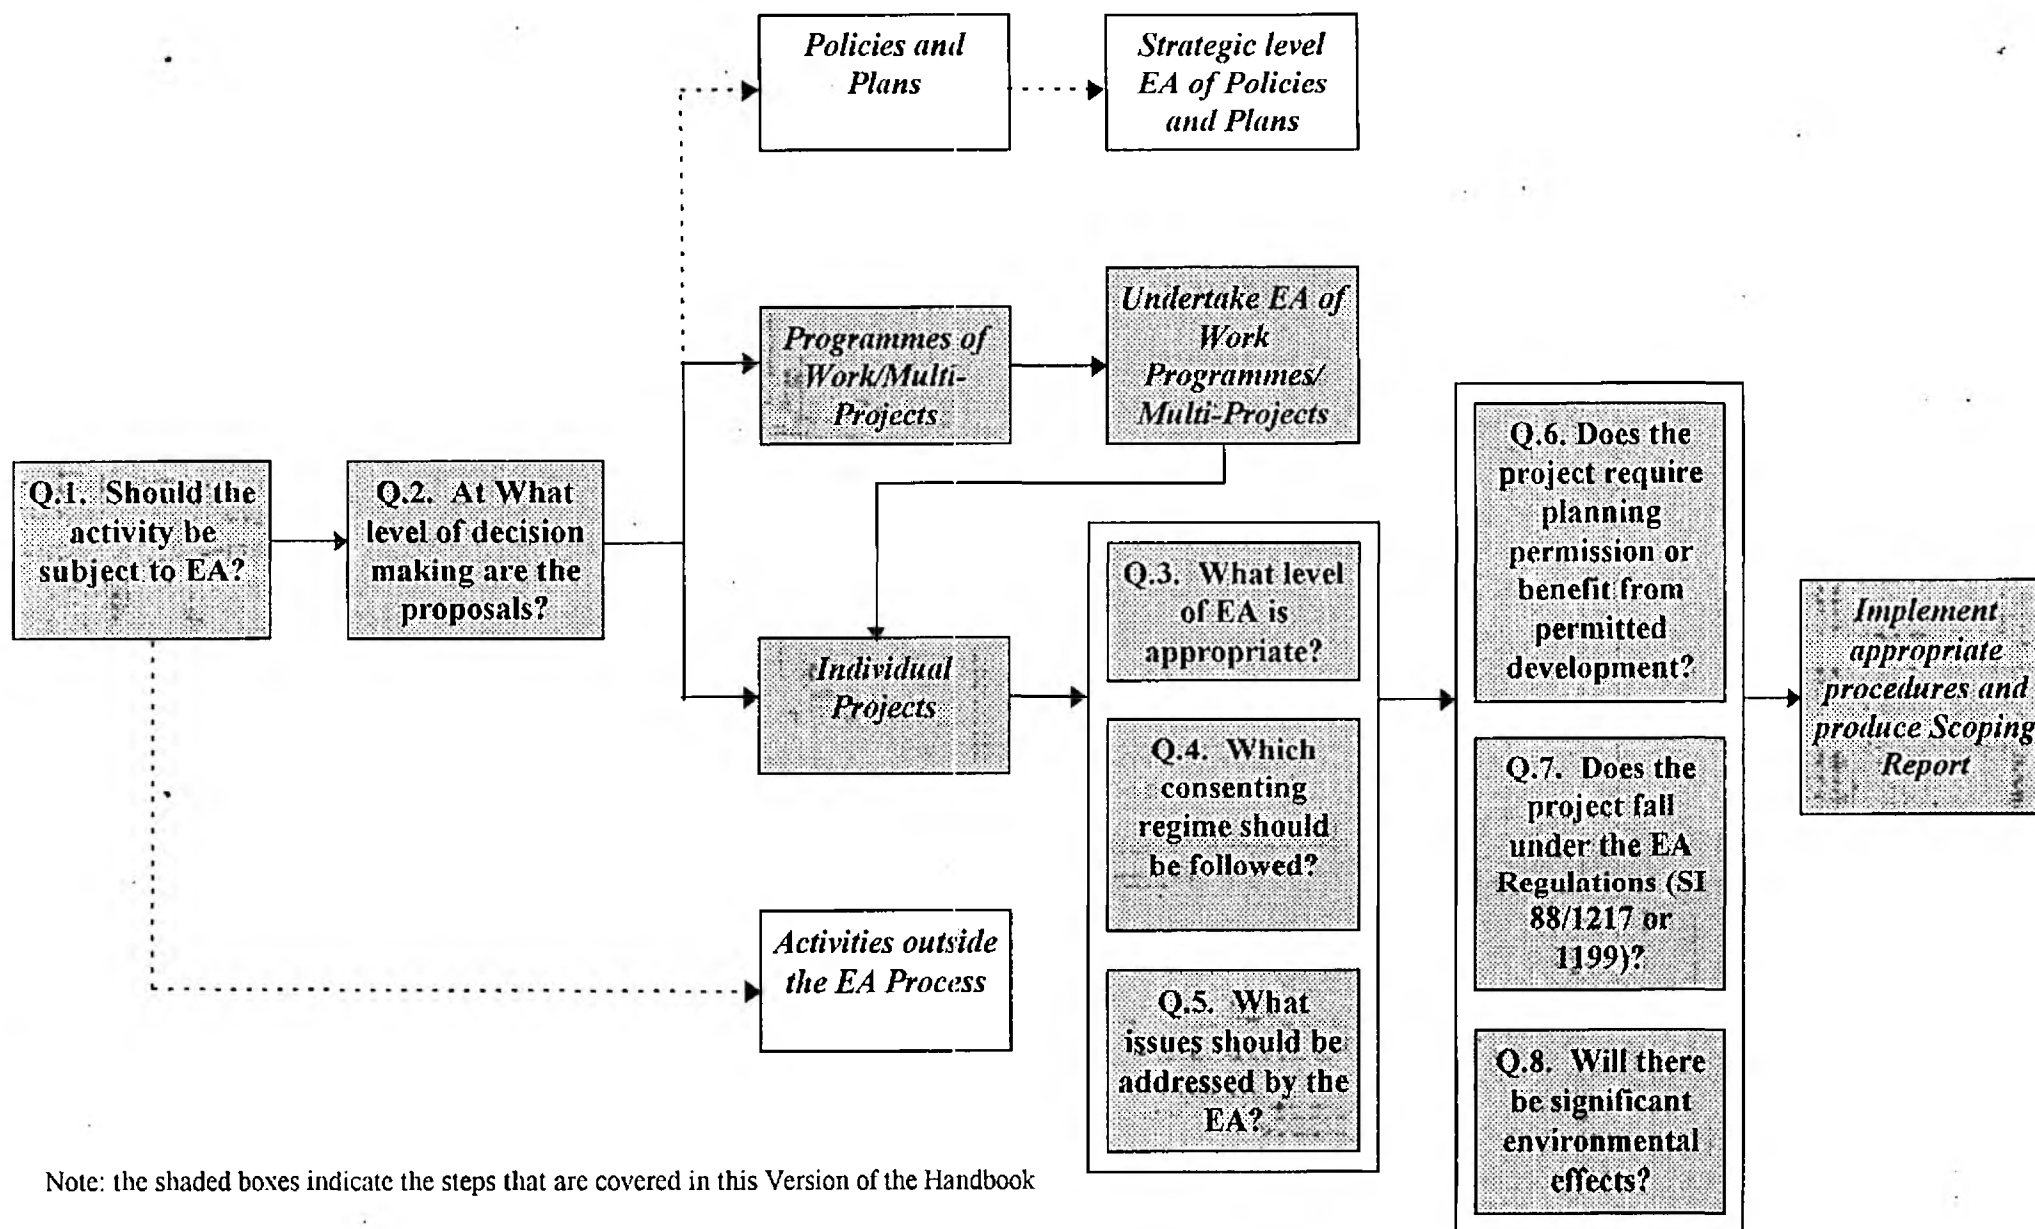 Policies and
Plans
Strategic level
EA of Policies
and Plans
Programmes of
Work/Multi-
Projects
Undertake EA of
Work
Programmes/
Multi-Projects
Q.1. Should the
activity be
subject to EA?
Q.2. At What
level of decision
making are the
proposals?
Individual
Projects
Activities outside
the EA Process
Q.3. What level
of EA is
appropriate?
Q.4. Which
consenting
regime should
be followed?
Q.5. What
issues should be
addressed by the
EA?
Q.6. Does the
project require
planning
permission or
benefit from
permitted
development?
Q.7. Does the
project fall
under the EA
Regulations (SI
88/1217 or
1199)?
Q.8. Will there
be significant
environmental
effects?
Implement
appropriate
procedures and
produce Scoping
Report
Note: the shaded boxes indicate the steps that are covered in this Version of the Handbook